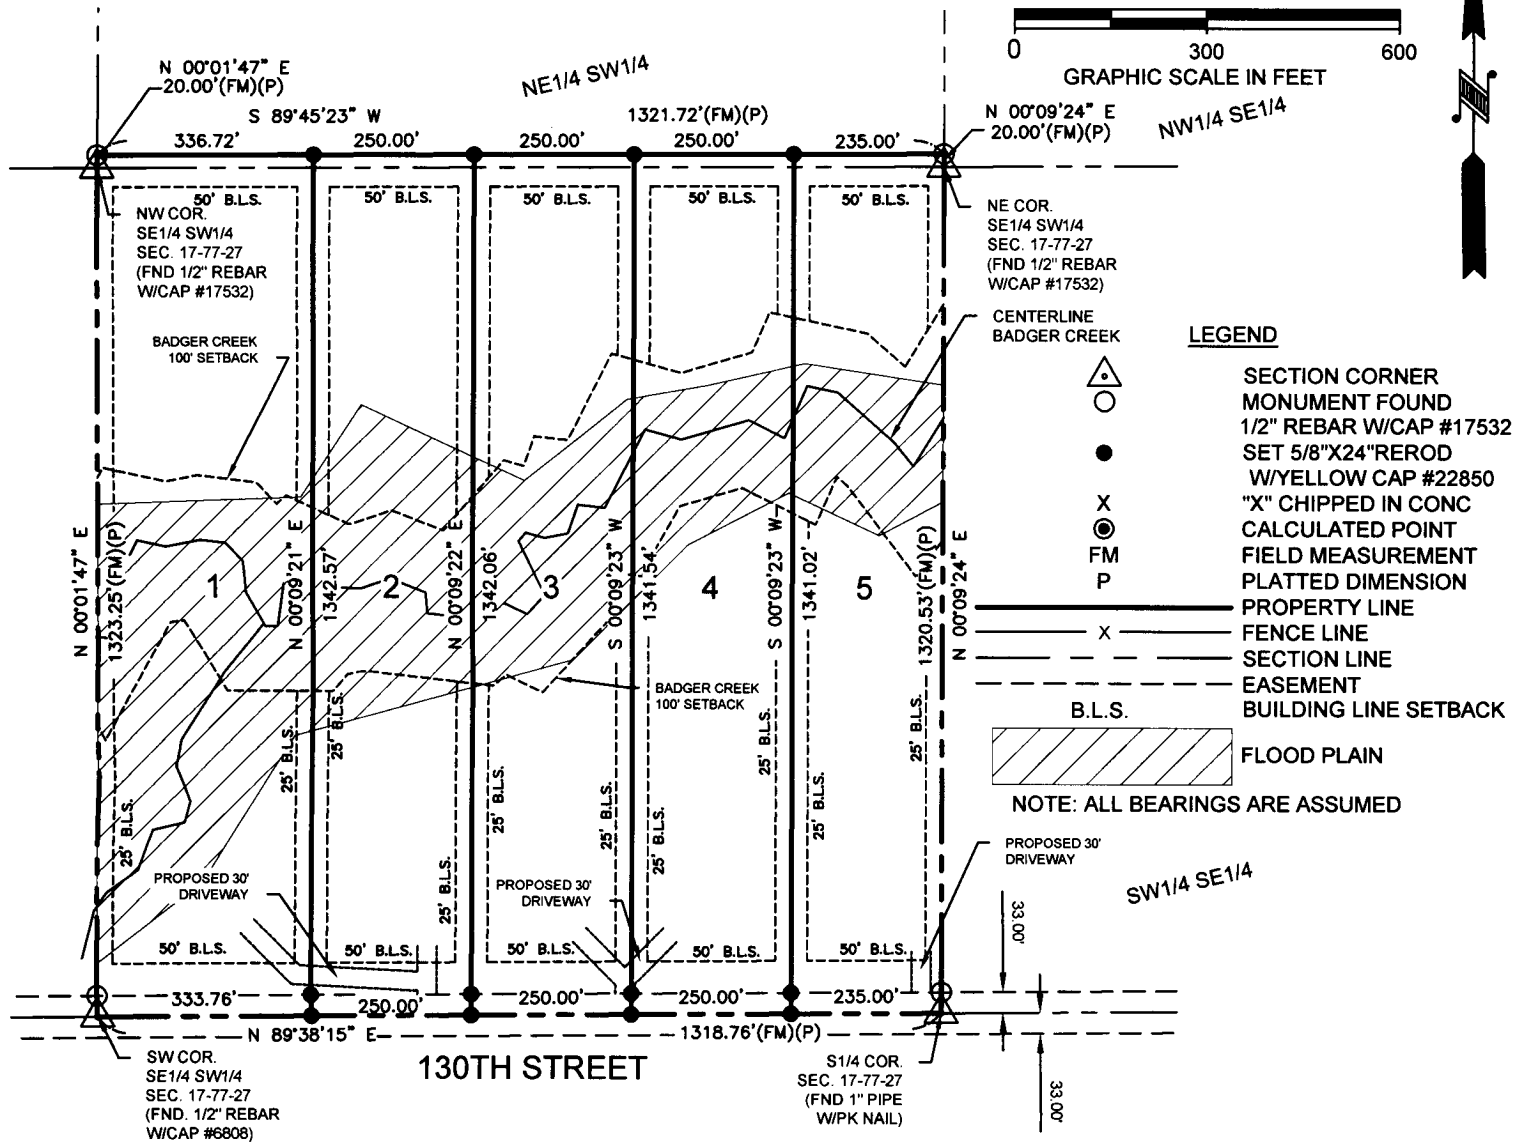 0 300 600
GRAPHIC SCALE IN FEET
N 00°01'47" E
20.00'(FM)(P)
NE1/4 SW1/4
S 89°45'23" W
1321.72'(FM)(P)
N 00°09'24" E
20.00'(FM)(P)
NW1/4 SE1/4
336.72' 250.00' 250.00' 250.00' 235.00'
50' B.L.S. 50' B.L.S. 50' B.L.S. 50' B.L.S. 50' B.L.S.
NW COR.
SE1/4 SW1/4
SEC. 17-77-27
(FND 1/2" REBAR
W/CAP #17532)
NE COR.
SE1/4 SW1/4
SEC. 17-77-27
(FND 1/2" REBAR
W/CAP #17532)
BADGER CREEK
100' SETBACK
CENTERLINE
BADGER CREEK
LEGEND
SECTION CORNER
MONUMENT FOUND
1/2" REBAR W/CAP #17532
SET 5/8"X24"REROD
W/YELLOW CAP #22850
X "X" CHIPPED IN CONC
CALCULATED POINT
FM FIELD MEASUREMENT
P PLATTED DIMENSION
PROPERTY LINE
X FENCE LINE
SECTION LINE
EASEMENT
B.L.S. BUILDING LINE SETBACK
FLOOD PLAIN
NOTE: ALL BEARINGS ARE ASSUMED
N 00°01'47" E
1323.25'(FM)(P)
1
N 00°09'21" E
1342.57'
2
N 00°09'22" E
1342.06'
3
S 00°09'23" W
1341.54'
4
S 00°09'23" W
1341.02'
5
1320.53'(FM)(P)
N 00°09'24" E
BADGER CREEK
100' SETBACK
25' B.L.S.
25' B.L.S.
25' B.L.S.
25' B.L.S.
25' B.L.S.
25' B.L.S.
25' B.L.S.
25' B.L.S.
25' B.L.S.
25' B.L.S.
PROPOSED 30'
DRIVEWAY
PROPOSED 30'
DRIVEWAY
PROPOSED 30'
DRIVEWAY
SW1/4 SE1/4
50' B.L.S. 50' B.L.S. 50' B.L.S. 50' B.L.S. 50' B.L.S.
33.00'
333.76' 250.00' 250.00' 250.00' 235.00'
N 89°38'15" E
1318.76'(FM)(P)
130TH STREET
SW COR.
SE1/4 SW1/4
SEC. 17-77-27
(FND. 1/2" REBAR
W/CAP #6808)
S1/4 COR.
SEC. 17-77-27
(FND 1" PIPE
W/PK NAIL)
33.00'